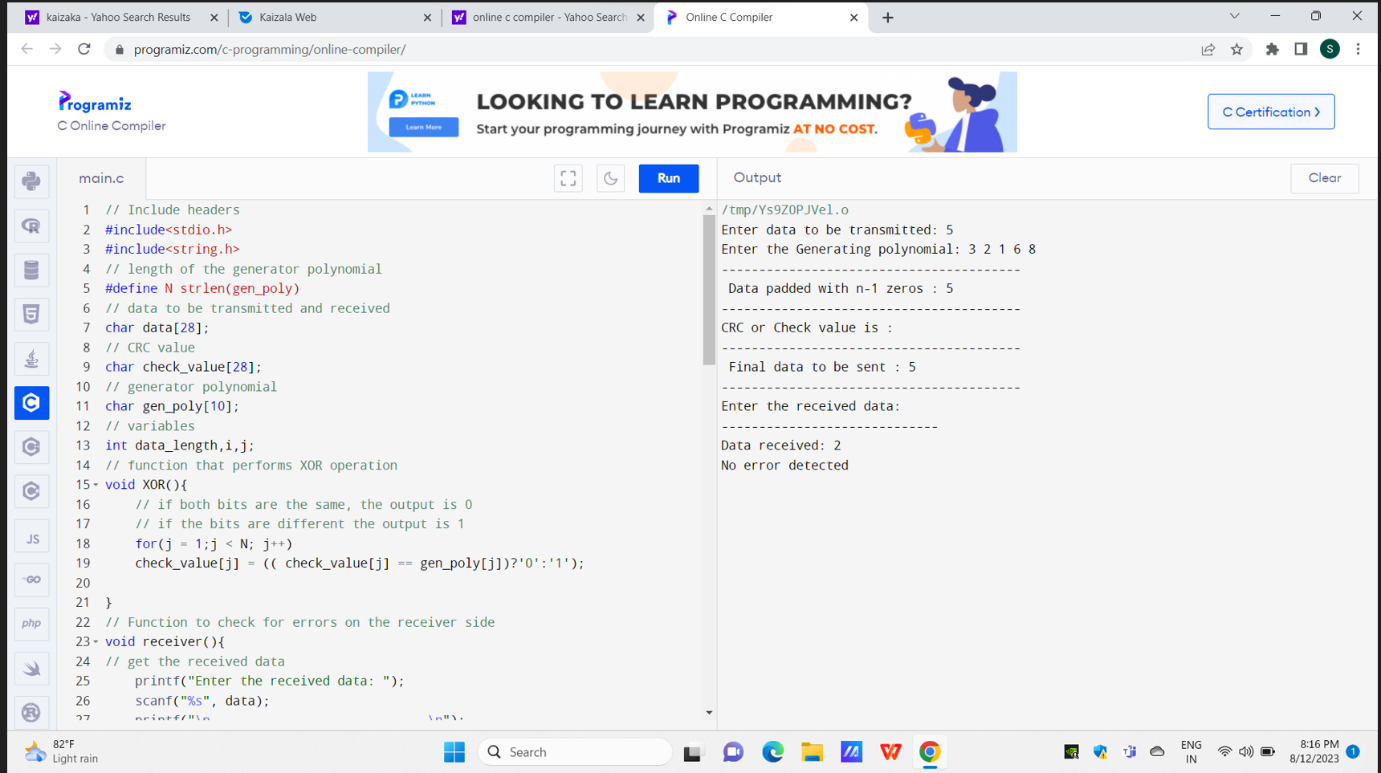 kaizaka - Yahoo Search Results
Kaizala Web
online c compiler - Yahoo Search
Online C Compiler
programiz.com/c-programming/online-compiler/
S
Programiz
C Online Compiler
LEARN
PYTHON
Learn More
LOOKING TO LEARN PROGRAMMING?
Start your programming journey with Programiz AT NO COST.
C Certification >
main.c
Run
Output
Clear
1 // Include headers
2 #include<stdio.h>
3 #include<string.h>
4 // length of the generator polynomial
5 #define N strlen(gen_poly)
6 // data to be transmitted and received
7 char data[28];
8 // CRC value
9 char check_value[28];
10 // generator polynomial
11 char gen_poly[10];
12 // variables
13 int data_length,i,j;
14 // function that performs XOR operation
15 void XOR(){
16 // if both bits are the same, the output is 0
17 // if the bits are different the output is 1
18 for(j = 1;j < N; j++)
19 check_value[j] = (( check_value[j] == gen_poly[j])?'0':'1');
20
21 }
22 // Function to check for errors on the receiver side
23 void receiver(){
24 // get the received data
25 printf("Enter the received data: ");
26 scanf("%s", data);
27 printf("\n---------------------------\n");
/tmp/Ys9Z0PJVel.o
Enter data to be transmitted: 5
Enter the Generating polynomial: 3 2 1 6 8
----------------------------------------
Data padded with n-1 zeros : 5
----------------------------------------
CRC or Check value is :
----------------------------------------
Final data to be sent : 5
----------------------------------------
Enter the received data:
-----------------------------
Data received: 2
No error detected
JS
GO
php
82°F
Light rain
Search
ENG
IN
8:16 PM
8/12/2023
1